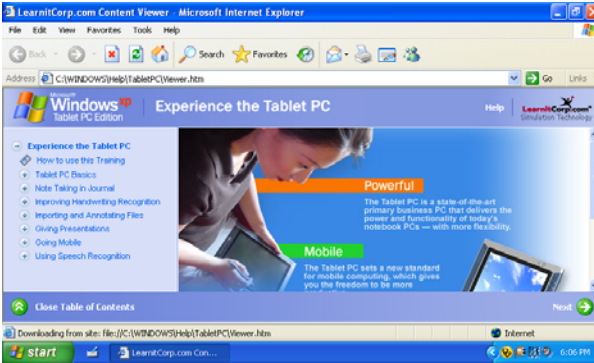 LearnitCorp.com Content Viewer - Microsoft Internet Explorer
File Edit View Favorites Tools Help
Back Search Favorites
Address C:\WINDOWS\Help\TabletPC\Viewer.htm Go Links
Microsoft
Windows xp
Tablet PC Edition
Experience the Tablet PC
Help
LearnitCorp.com
Simulation Technology
Experience the Tablet PC
How to use this Training
Tablet PC Basics
Note Taking in Journal
Improving Handwriting Recognition
Importing and Annotating Files
Giving Presentations
Going Mobile
Using Speech Recognition
Powerful
The Tablet PC is a state-of-the-art
primary business PC that delivers the
power and functionality of today's
notebook PCs — with more flexibility.
Mobile
The Tablet PC sets a new standard
for mobile computing, which gives
you the freedom to be more
Close Table of Contents
Next
Downloading from site: file://C:\WINDOWS\Help\TabletPC\Viewer.htm
Internet
start
LearnitCorp.com Con...
6:06 PM